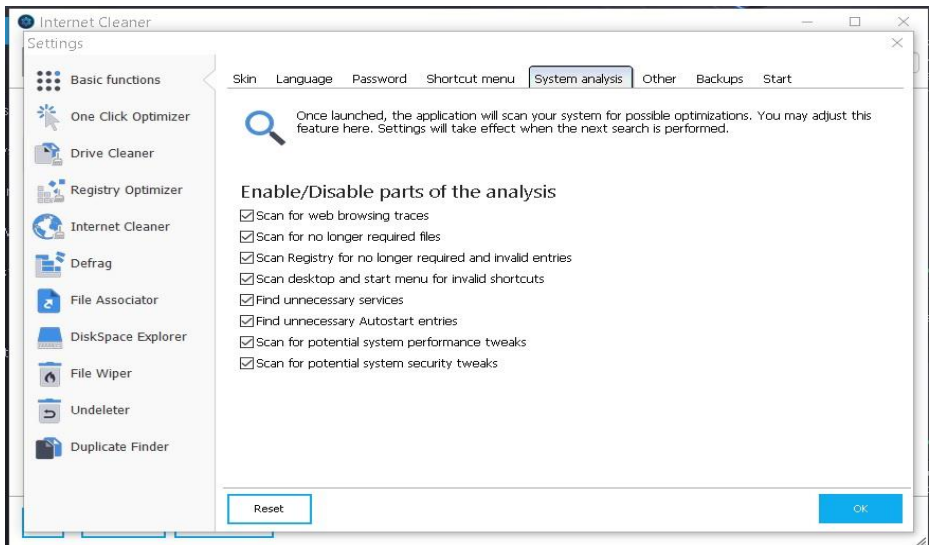 Internet Cleaner
Settings
Basic functions
One Click Optimizer
Drive Cleaner
Registry Optimizer
Internet Cleaner
Defrag
File Associator
DiskSpace Explorer
File Wiper
Undeleter
Duplicate Finder
Skin Language Password Shortcut menu System analysis Other Backups Start
Once launched, the application will scan your system for possible optimizations. You may adjust this
feature here. Settings will take effect when the next search is performed.
Enable/Disable parts of the analysis
Scan for web browsing traces
Scan for no longer required files
Scan Registry for no longer required and invalid entries
Scan desktop and start menu for invalid shortcuts
Find unnecessary services
Find unnecessary Autostart entries
Scan for potential system performance tweaks
Scan for potential system security tweaks
Reset
OK